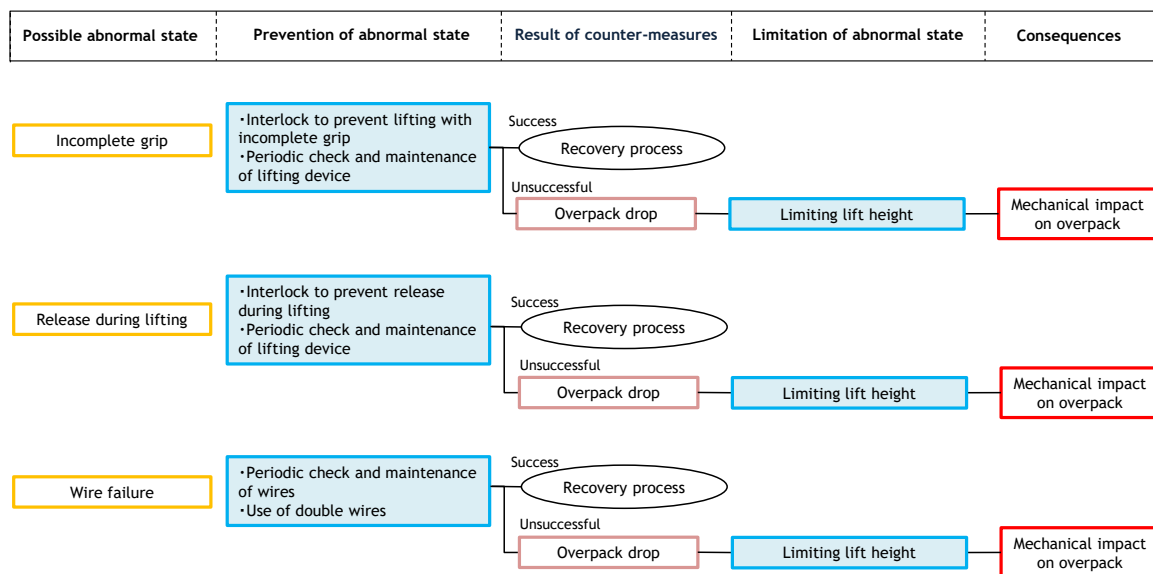 Possible abnormal state
Prevention of abnormal state
Result of counter-measures
Limitation of abnormal state
Consequences
Incomplete grip
・Interlock to prevent lifting with
incomplete grip
・Periodic check and maintenance
of lifting device
Success
Recovery process
Unsuccessful
Overpack drop
Limiting lift height
Mechanical impact
on overpack
Release during lifting
・Interlock to prevent release
during lifting
・Periodic check and maintenance
of lifting device
Success
Recovery process
Unsuccessful
Overpack drop
Limiting lift height
Mechanical impact
on overpack
Wire failure
・Periodic check and maintenance
of wires
・Use of double wires
Success
Recovery process
Unsuccessful
Overpack drop
Limiting lift height
Mechanical impact
on overpack